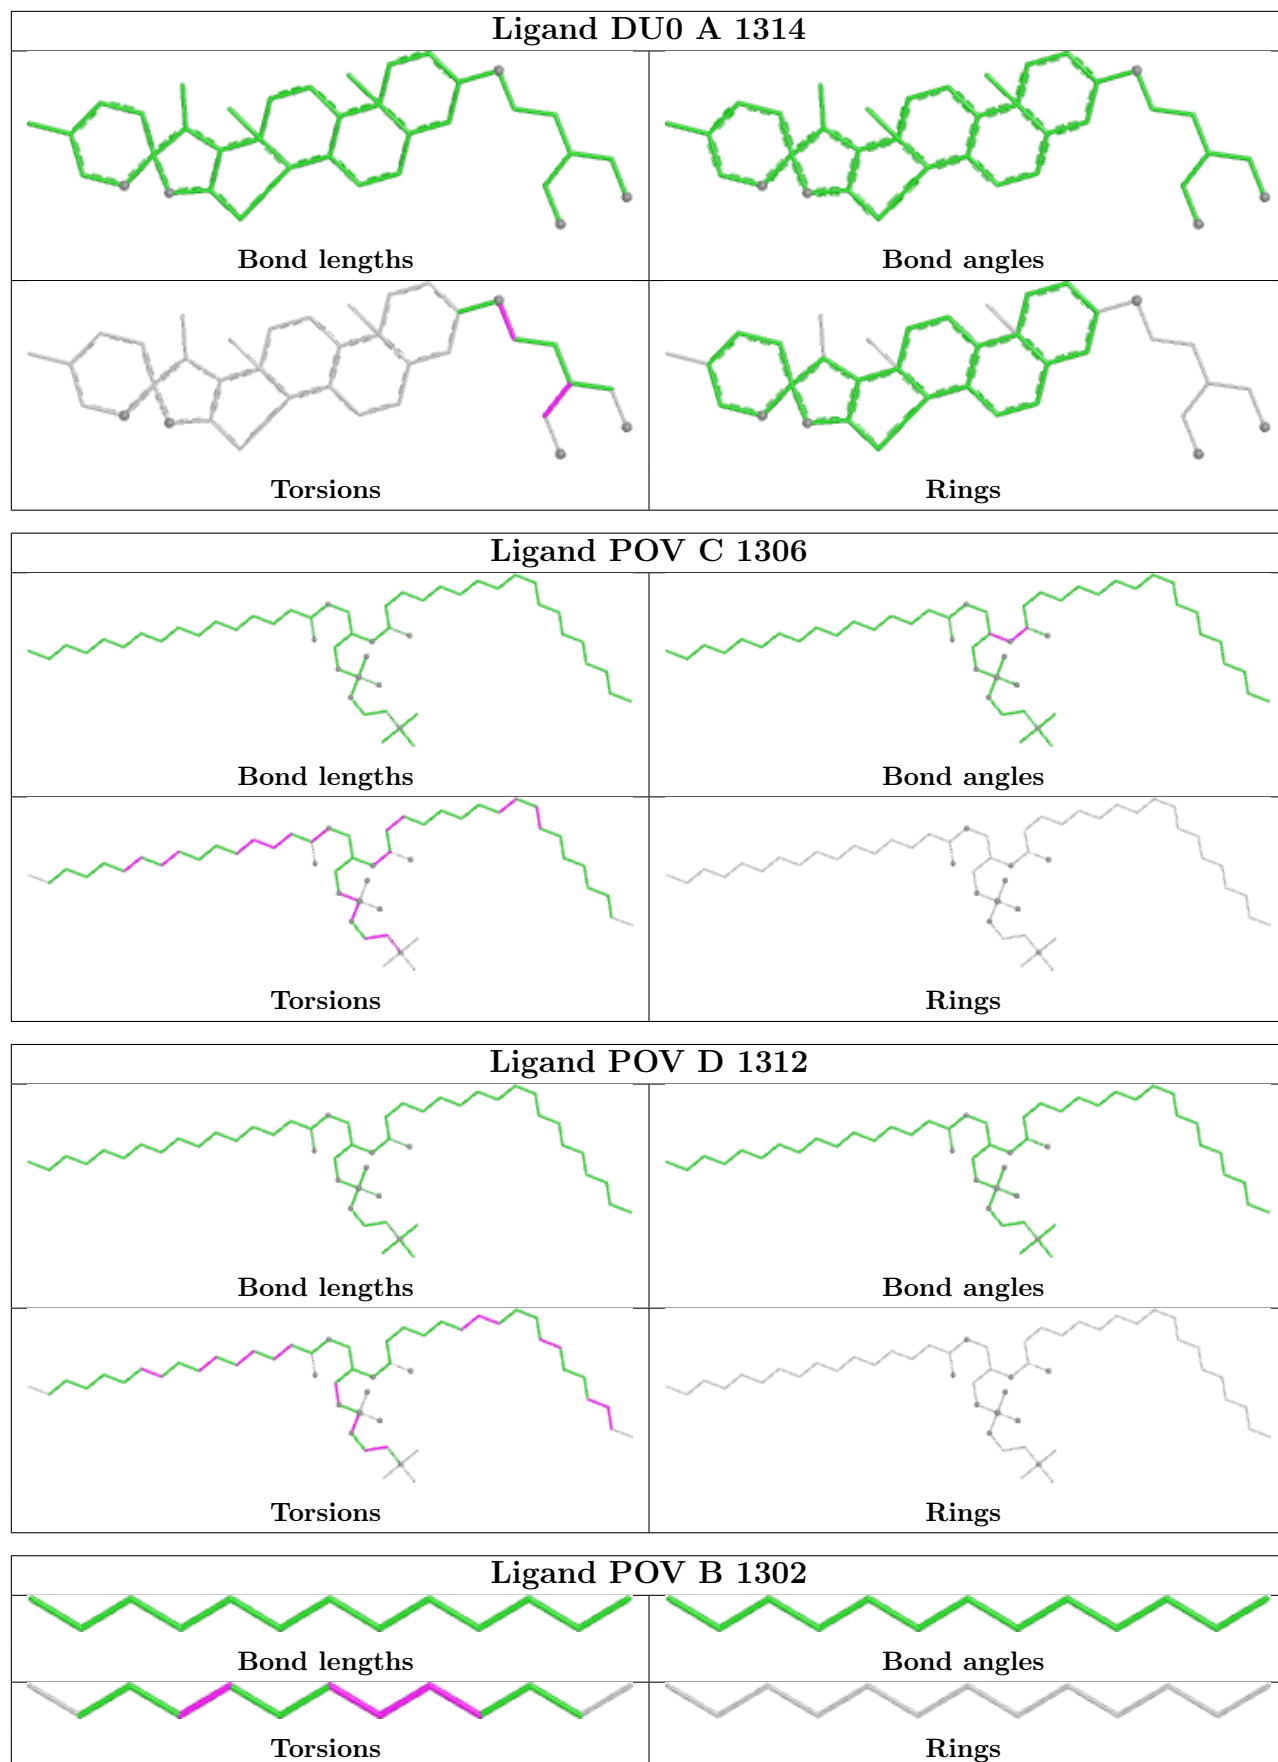 Ligand DU0 A 1314
Bond lengths
Bond angles
Torsions
Rings
Ligand POV C 1306
Bond lengths
Bond angles
Torsions
Rings
Ligand POV D 1312
Bond lengths
Bond angles
Torsions
Rings
Ligand POV B 1302
Bond lengths
Bond angles
Torsions
Rings